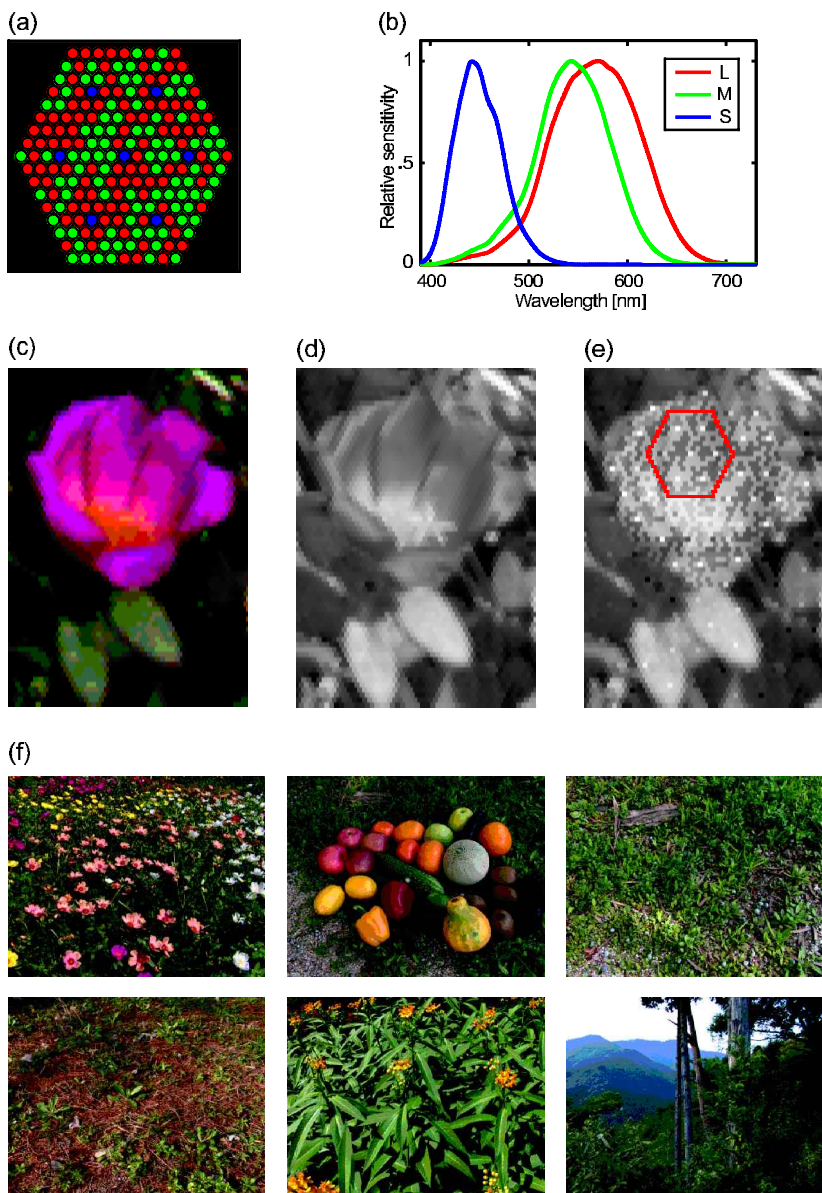 (a)
(b)
1
.5
0
Relative sensitivity
L
M
S
400
500
600
700
Wavelength [nm]
(c)
(d)
(e)
(f)